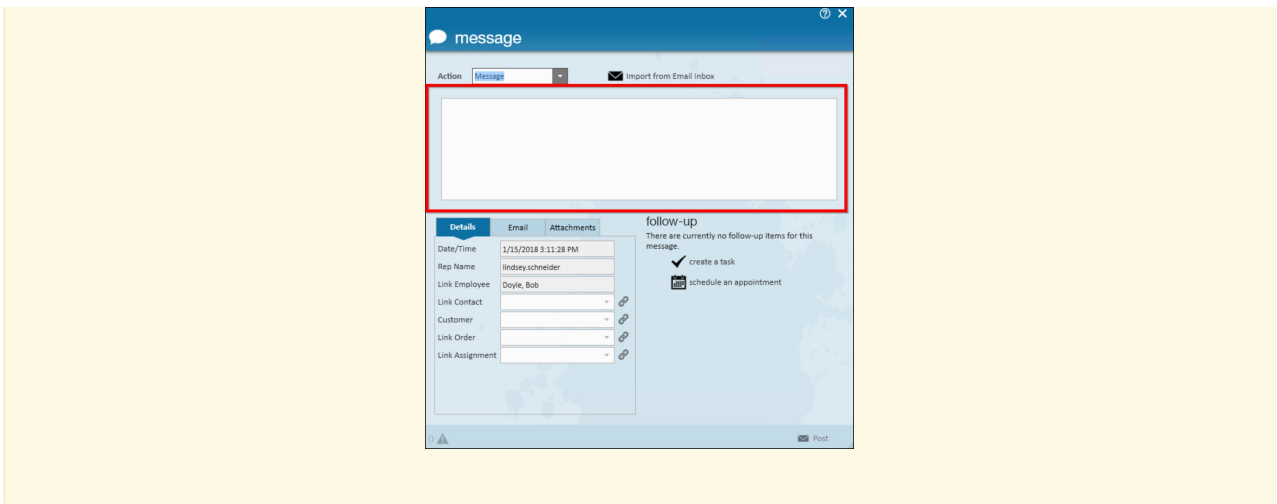 message
Action Message Import from Email Inbox
Details Email Attachments
Date/Time 1/15/2018 3:11:28 PM
Rep Name lindsey.schneider
Link Employee Doyle, Bob
Link Contact
Customer
Link Order
Link Assignment
follow-up
There are currently no follow-up items for this
message.
create a task
schedule an appointment
0 Post